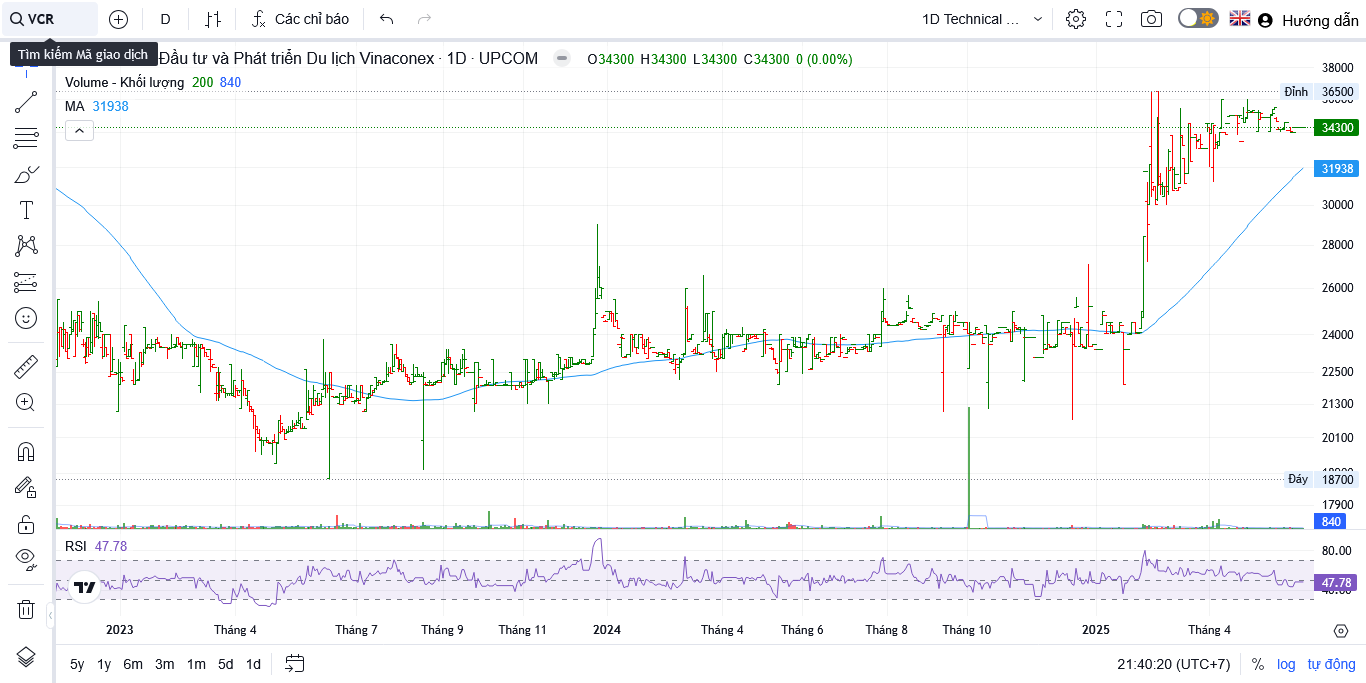 VCR
D
Các chỉ báo
1D Technical ...
Hướng dẫn
Tìm kiếm Mã giao dịch
Đầu tư và Phát triển Du lịch Vinaconex · 1D · UPCOM
O34300 H34300 L34300 C34300 0 (0.00%)
Volume - Khối lượng 200 840
MA 31938
38000
Đỉnh 36500
34300
31938
30000
28000
26000
24000
22500
21300
20100
Đáy 18700
17900
840
RSI 47.78
80.00
47.78
40.00
2023 Tháng 4 Tháng 7 Tháng 9 Tháng 11 2024 Tháng 4 Tháng 6 Tháng 8 Tháng 10 2025 Tháng 4
5y 1y 6m 3m 1m 5d 1d
21:40:20 (UTC+7) % log tự động